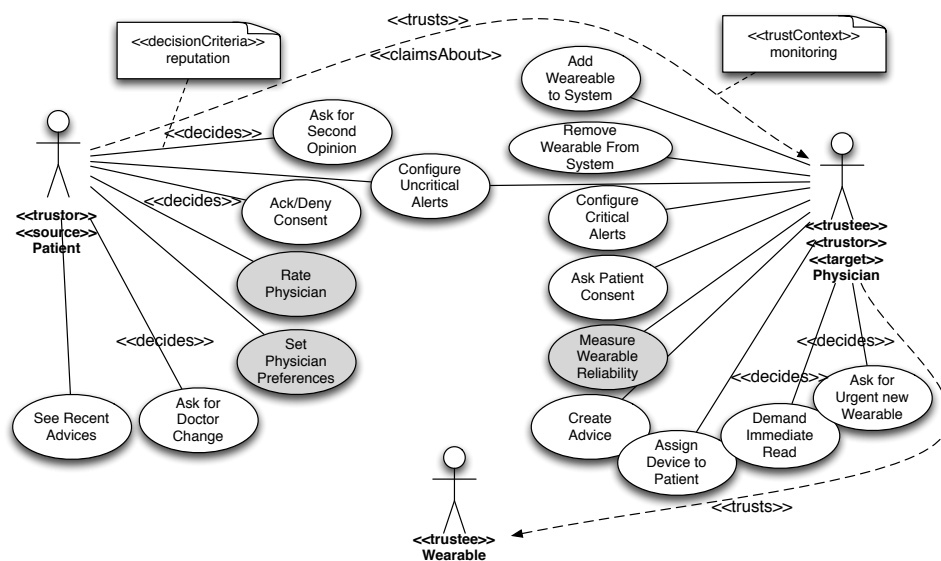 <<trusts>>
<<decisionCriteria>>
reputation
<<claimsAbout>>
<<trustContext>>
monitoring
Add
Weareable
to System
<<decides>>
Ask for
Second
Opinion
Remove
Wearable From
System
Configure
Uncritical
Alerts
<<trustor>>
<<source>>
Patient
<<decides>>
Ack/Deny
Consent
Configure
Critical
Alerts
<<trustee>>
<<trustor>>
<<target>>
Physician
Rate
Physician
Ask Patient
Consent
<<decides>>
Set
Physician
Preferences
Measure
Wearable
Reliability
<<decides>>
<<decides>>
See Recent
Advices
Ask for
Doctor
Change
Create
Advice
Assign
Device to
Patient
Demand
Immediate
Read
Ask for
Urgent new
Wearable
<<trusts>>
<<trustee>>
Wearable